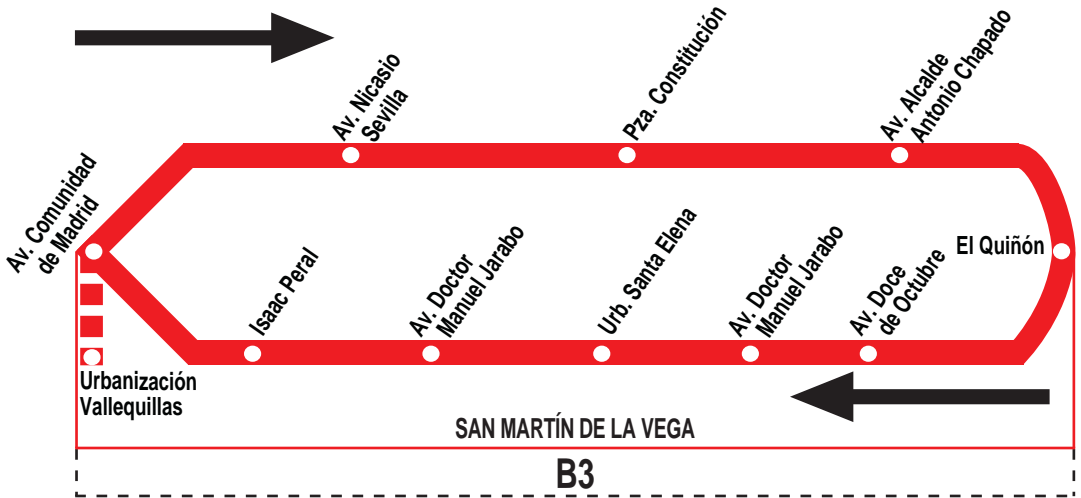 Av. Nicasio
Sevilla
Pza. Constitución
Av. Alcalde
Antonio Chapado
Av. Comunidad
de Madrid
El Quiñón
Isaac Peral
Av. Doctor
Manuel Jarabo
Urb. Santa Elena
Av. Doctor
Manuel Jarabo
Av. Doce
de Octubre
Urbanización
Vallequillas
SAN MARTÍN DE LA VEGA
B3